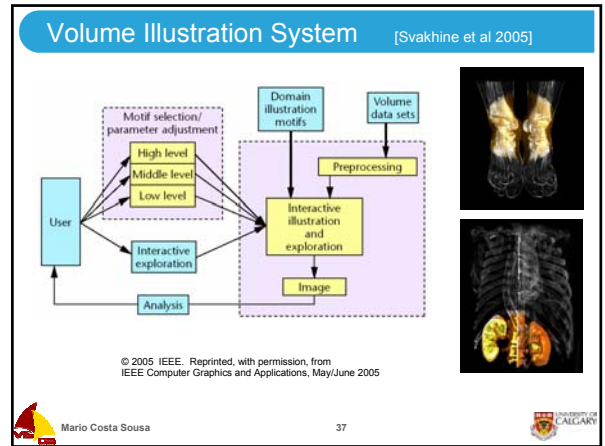 Volume Illustration System [Svakhine et al 2005]
Domain
illustration
motifs
Volume
data sets
Motif selection/
parameter adjustment
High level
Middle level
Low level
Preprocessing
User
Interactive
illustration
and
exploration
Interactive
exploration
Image
Analysis
© 2005 IEEE. Reprinted, with permission, from
IEEE Computer Graphics and Applications, May/June 2005
Mario Costa Sousa
37
UNIVERSITY OF
CALGARY